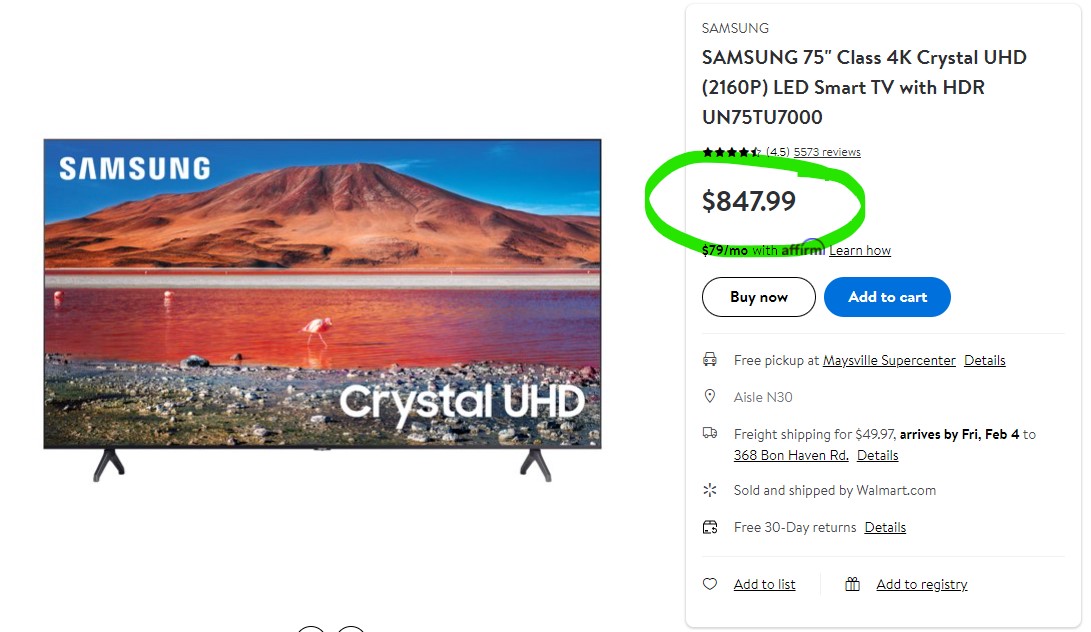 SAMSUNG
Crystal UHD
SAMSUNG
SAMSUNG 75" Class 4K Crystal UHD
(2160P) LED Smart TV with HDR
UN75TU7000
(4.5) 5573 reviews
$847.99
$79/mo with affirm Learn how
Buy now
Add to cart
Free pickup at Maysville Supercenter Details
Aisle N30
Freight shipping for $49.97, arrives by Fri, Feb 4 to
368 Bon Haven Rd. Details
Sold and shipped by Walmart.com
Free 30-Day returns Details
Add to list
Add to registry